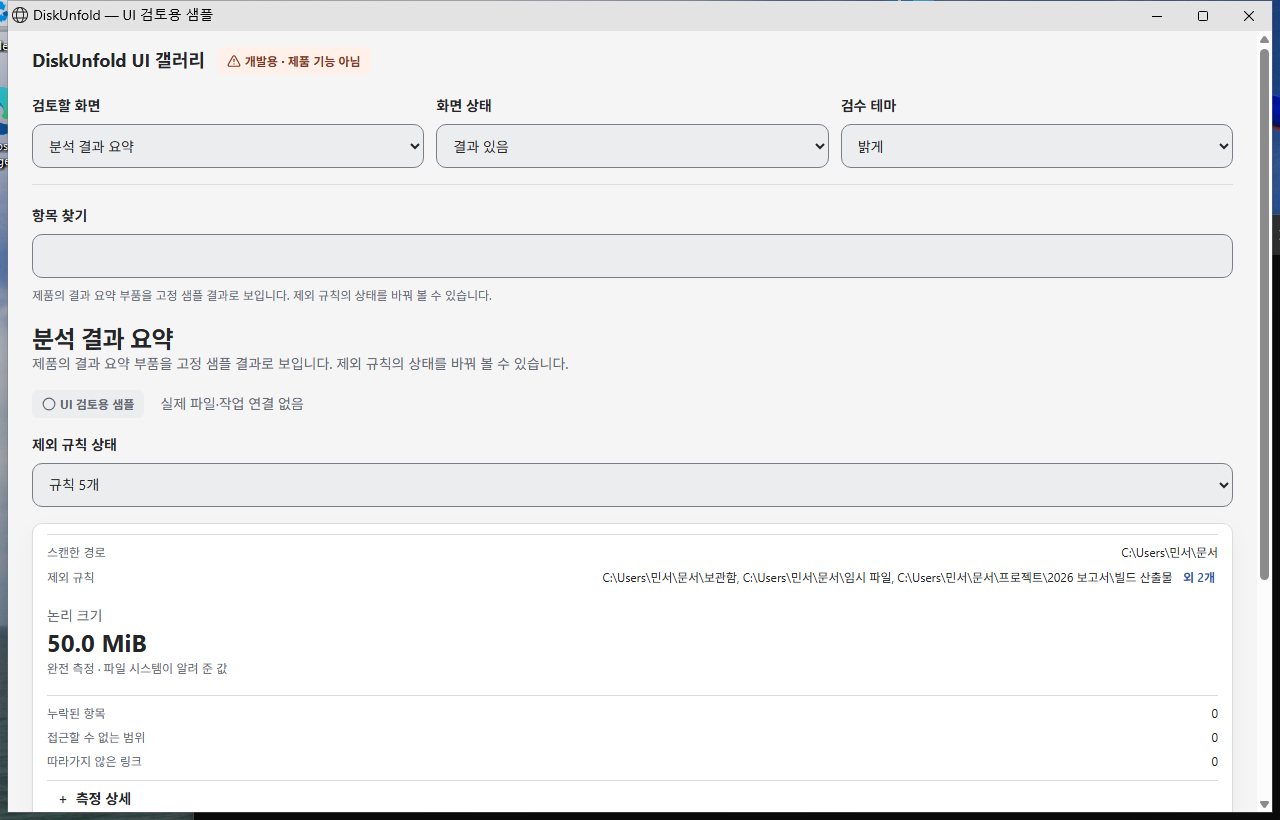 DiskUnfold — UI 검토용 샘플
DiskUnfold UI 갤러리
개발용 · 제품 기능 아님
검토할 화면
화면 상태
검수 테마
분석 결과 요약
결과 있음
밝게
항목 찾기
제품의 결과 요약 부품을 고정 샘플 결과로 보입니다. 제외 규칙의 상태를 바꿔 볼 수 있습니다.
분석 결과 요약
제품의 결과 요약 부품을 고정 샘플 결과로 보입니다. 제외 규칙의 상태를 바꿔 볼 수 있습니다.
UI 검토용 샘플
실제 파일·작업 연결 없음
제외 규칙 상태
규칙 5개
스캔한 경로 C:\Users\민서\문서
제외 규칙 C:\Users\민서\문서\보관함, C:\Users\민서\문서\임시 파일, C:\Users\민서\문서\프로젝트\2026 보고서\빌드 산출물 외 2개
논리 크기
50.0 MiB
완전 측정 · 파일 시스템이 알려 준 값
누락된 항목 0
접근할 수 없는 범위 0
따라가지 않은 링크 0
+ 측정 상세